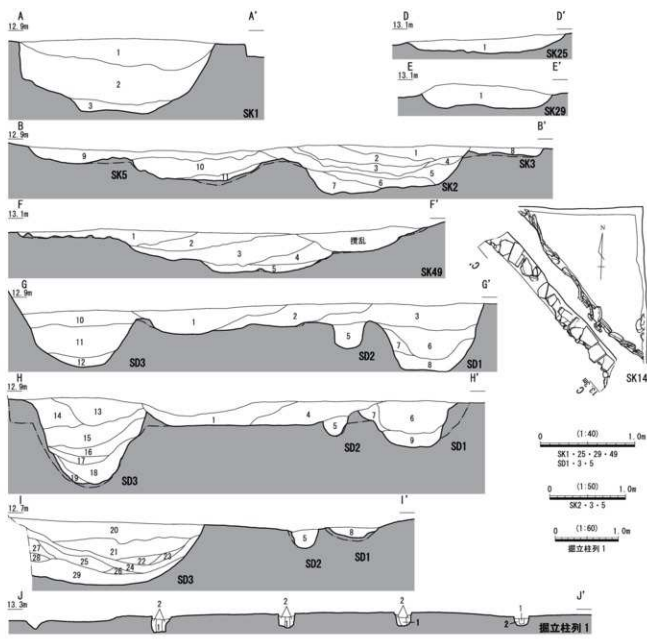 A A'
12.9m
1
2
3
SK1
D D'
13.1m
1
SK25
E E'
13.1m
1
SK29
B B'
12.9m
9 10 11 1 2 3 4 5 6 7 8
SK5 SK2 SK3
F F'
13.1m
1 2 3 4 5 撹乱
SK49
N
SK14
G G'
12.9m
10 11 12 1 2 5 3 7 6 8
SD3 SD2 SD1
H H'
12.9m
14 13 15 16 17 18 19 1 4 5 7 6 9
SD3 SD2 SD1
I I'
12.7m
20 21 27 28 25 22 23 24 26 29 5 8
SD3 SD2 SD1
J J'
13.3m
2 2 2 1
1 1 1 2
掘立柱列1
(1:40)
0 1.0m
SK1・25・29・49
SD1・3・5
(1:50)
0 1.0m
SK2・3・5
(1:60)
0 1.0m
掘立柱列1